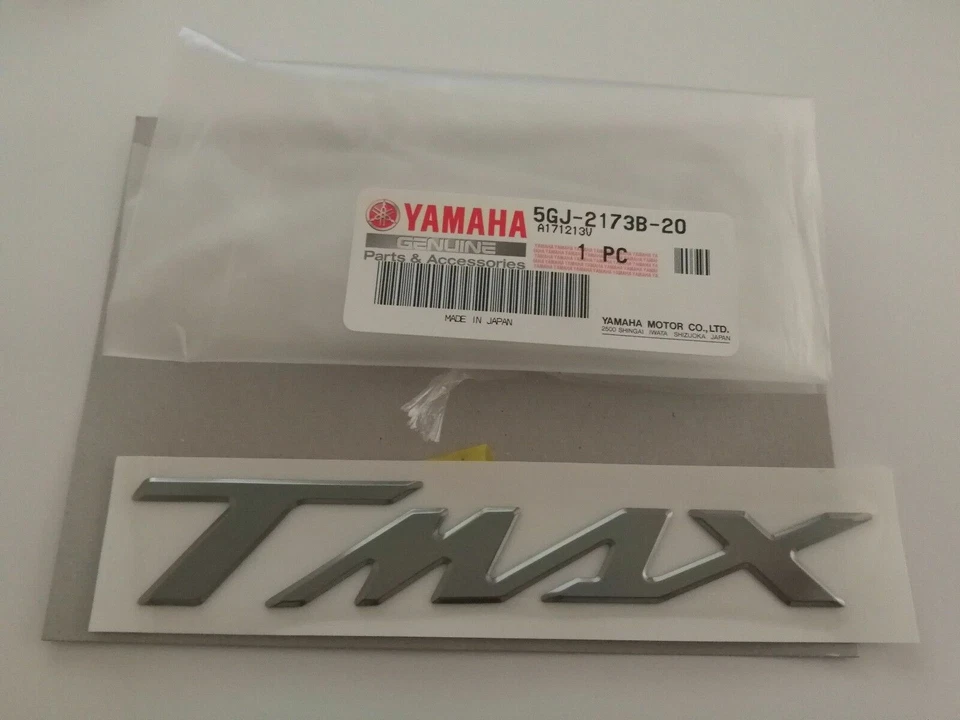 YAMAHA
GENUINE
Parts & Accessories
5GJ-2173B-20
A171213V
1 PC
MADE IN JAPAN
YAMAHA MOTOR CO.,LTD.
2500 SHINGAI IWATA SHIZUOKA JAPAN
TMAX